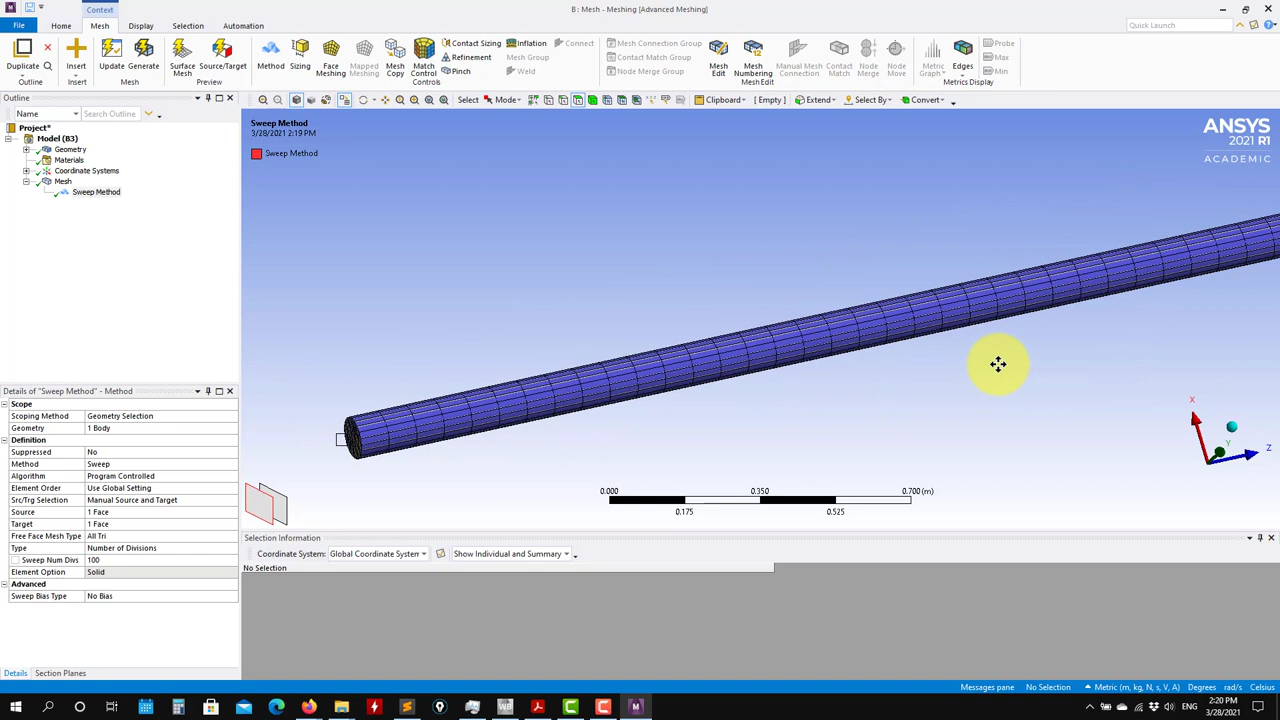 Context
B : Mesh - Meshing [Advanced Meshing]
File Home Mesh Display Selection Automation
Quick Launch
Duplicate
Outline
Insert
Insert
Update Generate
Mesh
Surface Mesh Source/Target
Preview
Method Sizing Face Meshing Mapped Meshing Mesh Copy Match Control
Contact Sizing
Refinement
Pinch
Inflation
Mesh Group
Weld
Connect
Controls
Mesh Connection Group
Contact Match Group
Node Merge Group
Mesh Edit Mesh Numbering Manual Mesh Connection Contact Match Node Merge Node Move
Mesh Edit
Metric Graph Edges
Probe
Max
Min
Metrics Display
Outline
Name Search Outline
Project*
Model (B3)
Geometry
Materials
Coordinate Systems
Mesh
Sweep Method
Select Mode Clipboard [ Empty ] Extend Select By Convert
Sweep Method
3/28/2021 2:19 PM
Sweep Method
ANSYS
2021 R1
ACADEMIC
X
Y
Z
0.000 0.350 0.700 (m)
0.175 0.525
Details of "Sweep Method" - Method
Scope
Scoping Method Geometry Selection
Geometry 1 Body
Definition
Suppressed No
Method Sweep
Algorithm Program Controlled
Element Order Use Global Setting
Src/Trg Selection Manual Source and Target
Source 1 Face
Target 1 Face
Free Face Mesh Type All Tri
Type Number of Divisions
Sweep Num Divs 100
Element Option Solid
Advanced
Sweep Bias Type No Bias
Details Section Planes
Selection Information
Coordinate System: Global Coordinate System Show Individual and Summary
No Selection
Messages pane No Selection Metric (m, kg, N, s, V, A) Degrees rad/s Celsius
2:20 PM
3/28/2021